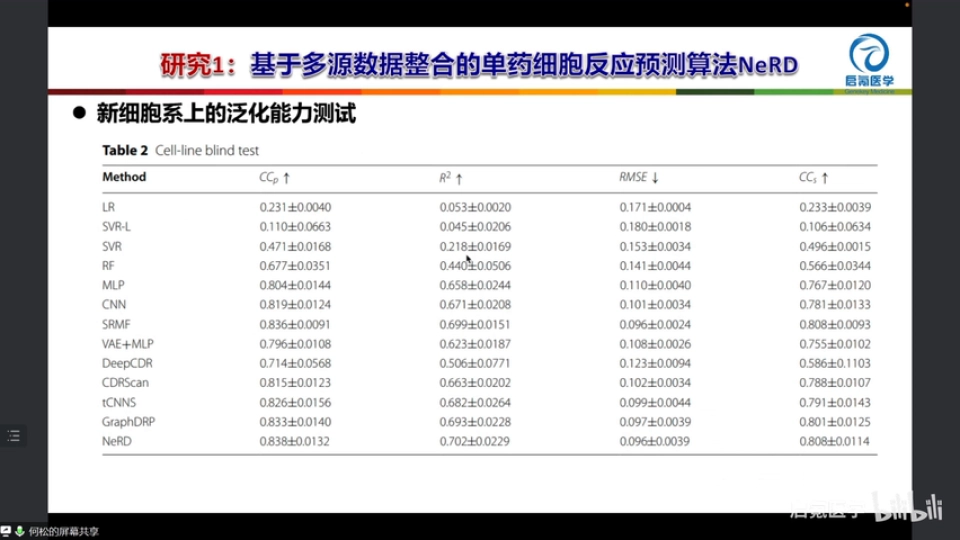 研究1：基于多源数据整合的单药细胞反应预测算法NeRD
启氪医学
● 新细胞系上的泛化能力测试
Table 2 Cell-line blind test
Method CCp ↑ R² ↑ RMSE ↓ CCs ↑
LR 0.231±0.0040 0.053±0.0020 0.171±0.0004 0.233±0.0039
SVR-L 0.110±0.0663 0.045±0.0206 0.180±0.0018 0.106±0.0634
SVR 0.471±0.0168 0.218±0.0169 0.153±0.0034 0.496±0.0015
RF 0.677±0.0351 0.440±0.0506 0.141±0.0044 0.566±0.0344
MLP 0.804±0.0144 0.658±0.0244 0.110±0.0040 0.767±0.0120
CNN 0.819±0.0124 0.671±0.0208 0.101±0.0034 0.781±0.0133
SRMF 0.836±0.0091 0.699±0.0151 0.096±0.0024 0.808±0.0093
VAE+MLP 0.796±0.0108 0.623±0.0187 0.108±0.0026 0.755±0.0102
DeepCDR 0.714±0.0568 0.506±0.0771 0.123±0.0094 0.586±0.1103
CDRScan 0.815±0.0123 0.663±0.0202 0.102±0.0034 0.788±0.0107
tCNNS 0.826±0.0156 0.682±0.0264 0.099±0.0044 0.791±0.0143
GraphDRP 0.833±0.0140 0.693±0.0228 0.097±0.0039 0.801±0.0125
NeRD 0.838±0.0132 0.702±0.0229 0.096±0.0039 0.808±0.0114
bilibili
何松的屏幕共享